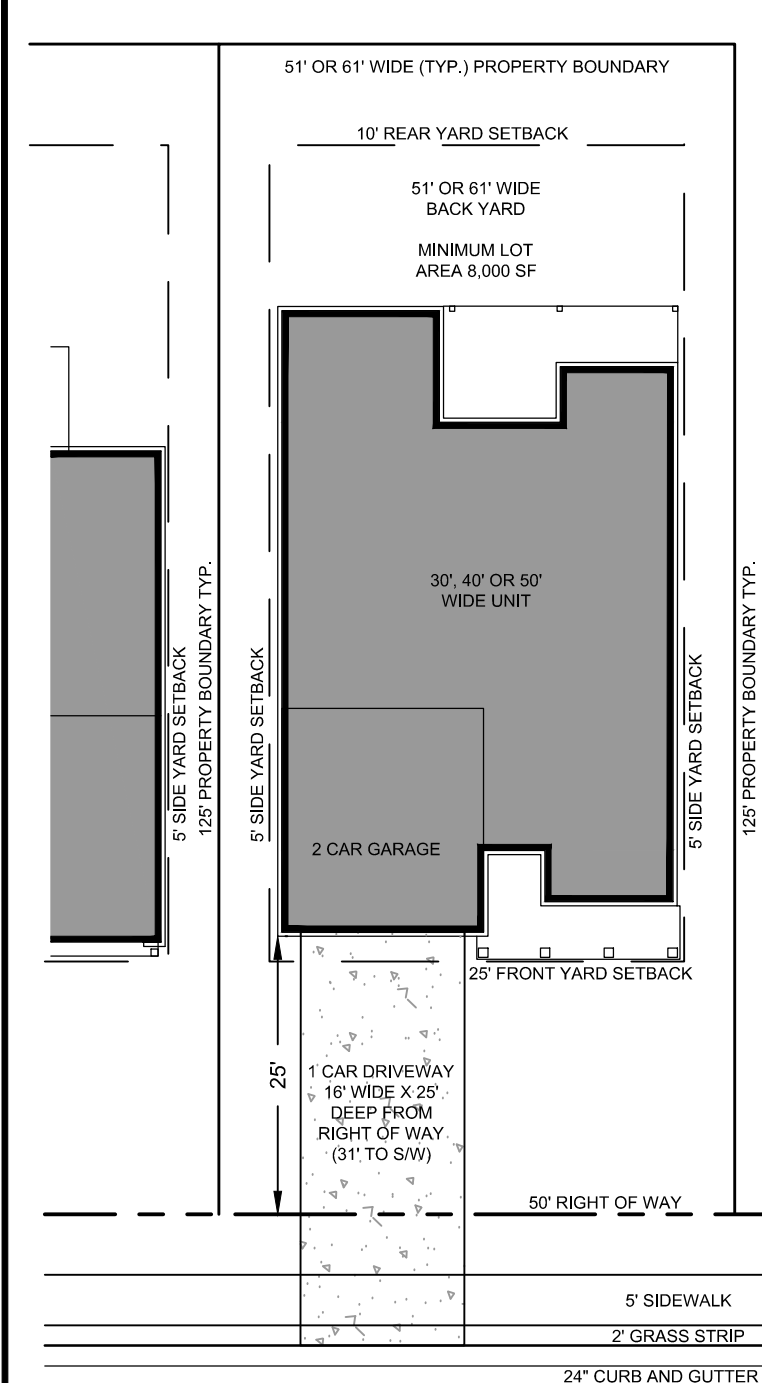 51' OR 61' WIDE (TYP.) PROPERTY BOUNDARY
10' REAR YARD SETBACK
51' OR 61' WIDE
BACK YARD
MINIMUM LOT
AREA 8,000 SF
30', 40' OR 50'
WIDE UNIT
5' SIDE YARD SETBACK
125' PROPERTY BOUNDARY TYP.
5' SIDE YARD SETBACK
5' SIDE YARD SETBACK
125' PROPERTY BOUNDARY TYP.
2 CAR GARAGE
25' FRONT YARD SETBACK
25'
1 CAR DRIVEWAY
16' WIDE X 25'
DEEP FROM
RIGHT OF WAY
(31' TO S/W)
50' RIGHT OF WAY
5' SIDEWALK
2' GRASS STRIP
24" CURB AND GUTTER